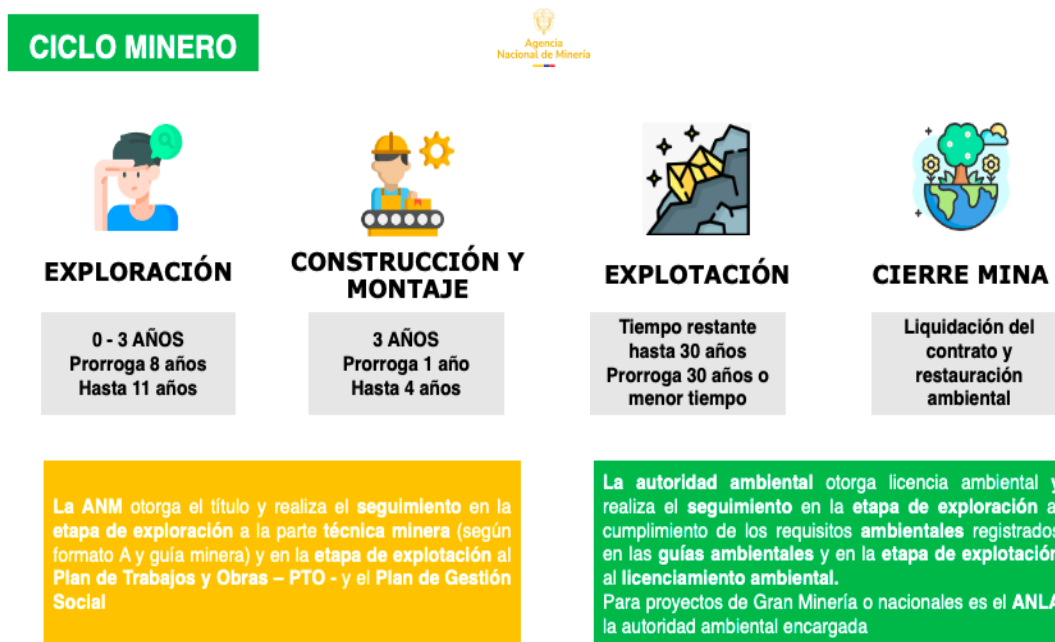 CICLO MINERO
Agencia
Nacional de Minería
EXPLORACIÓN
0 - 3 AÑOS
Prorroga 8 años
Hasta 11 años
CONSTRUCCIÓN Y
MONTAJE
3 AÑOS
Prorroga 1 año
Hasta 4 años
EXPLOTACIÓN
Tiempo restante
hasta 30 años
Prorroga 30 años o
menor tiempo
CIERRE MINA
Liquidación del
contrato y
restauración
ambiental
La ANM otorga el título y realiza el seguimiento en la
etapa de exploración a la parte técnica minera (según
formato A y guía minera) y en la etapa de explotación al
Plan de Trabajos y Obras – PTO - y el Plan de Gestión
Social
La autoridad ambiental otorga licencia ambiental y
realiza el seguimiento en la etapa de exploración al
cumplimiento de los requisitos ambientales registrados
en las guías ambientales y en la etapa de explotación
al licenciamiento ambiental.
Para proyectos de Gran Minería o nacionales es el ANLA
la autoridad ambiental encargada